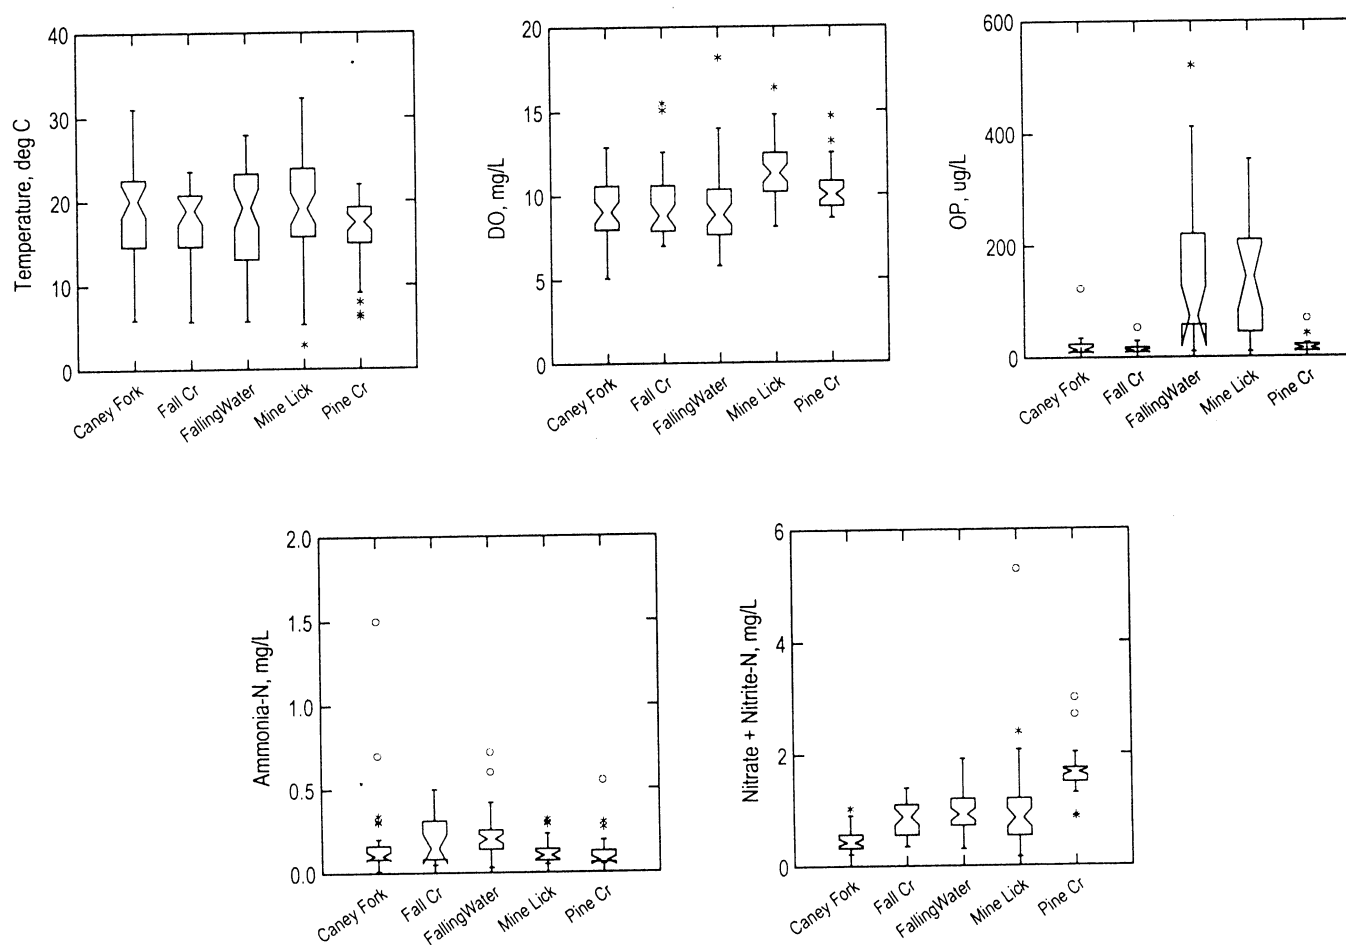 Temperature, deg C
40
30
20
10
0
Caney Fork
Fall Cr
FallingWater
Mine Lick
Pine Cr
DO, mg/L
20
15
10
5
0
Caney Fork
Fall Cr
FallingWater
Mine Lick
Pine Cr
OP, ug/L
600
400
200
0
Caney Fork
Fall Cr
FallingWater
Mine Lick
Pine Cr
Ammonia-N, mg/L
2.0
1.5
1.0
0.5
0.0
Caney Fork
Fall Cr
FallingWater
Mine Lick
Pine Cr
Nitrate + Nitrite-N, mg/L
6
4
2
0
Caney Fork
Fall Cr
FallingWater
Mine Lick
Pine Cr